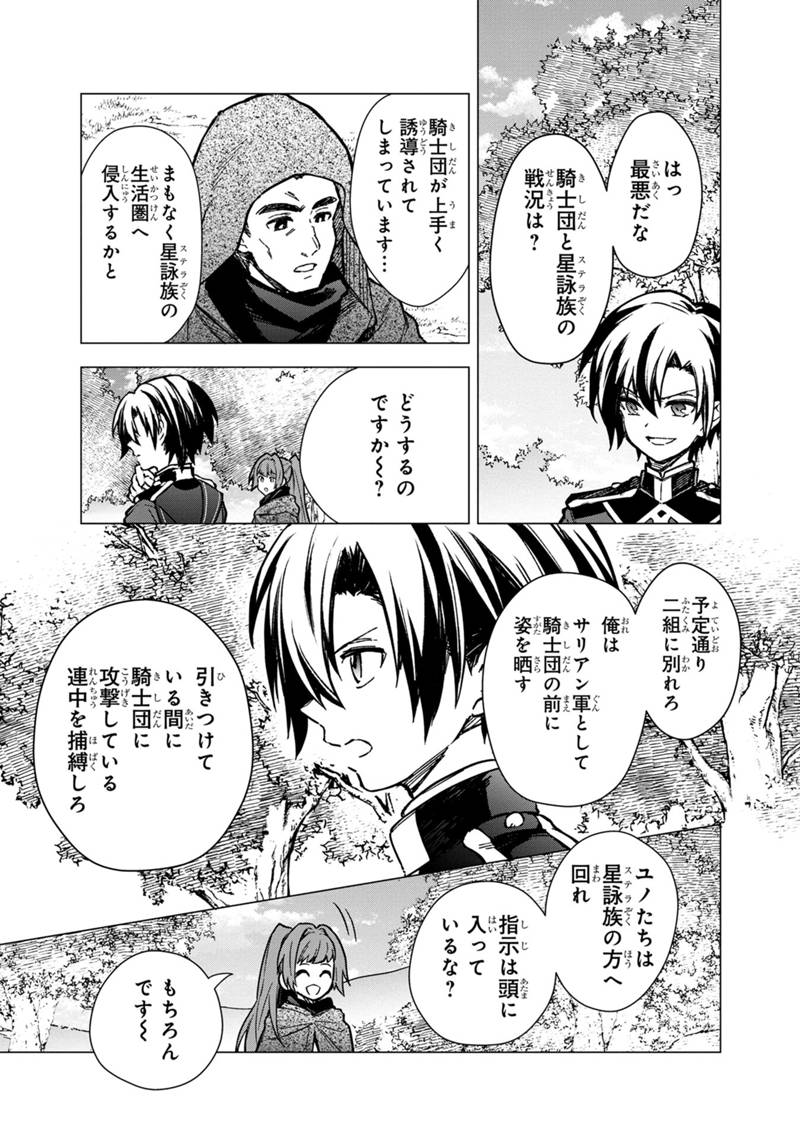 はっ
最悪だな
騎士団と星詠族の
戦況は？
騎士団が上手く
誘導されて
しまっています…
まもなく星詠族の
生活圏へ
侵入するかと
どうするの
ですか～？
予定通り
二組に別れろ
俺は
サリアン軍として
騎士団の前に
姿を晒す
引きつけて
いる間に
騎士団に
攻撃している
連中を捕縛しろ
ユノたちは
星詠族の方へ
回れ
指示は頭に
入って
いるな？
もちろん
です～